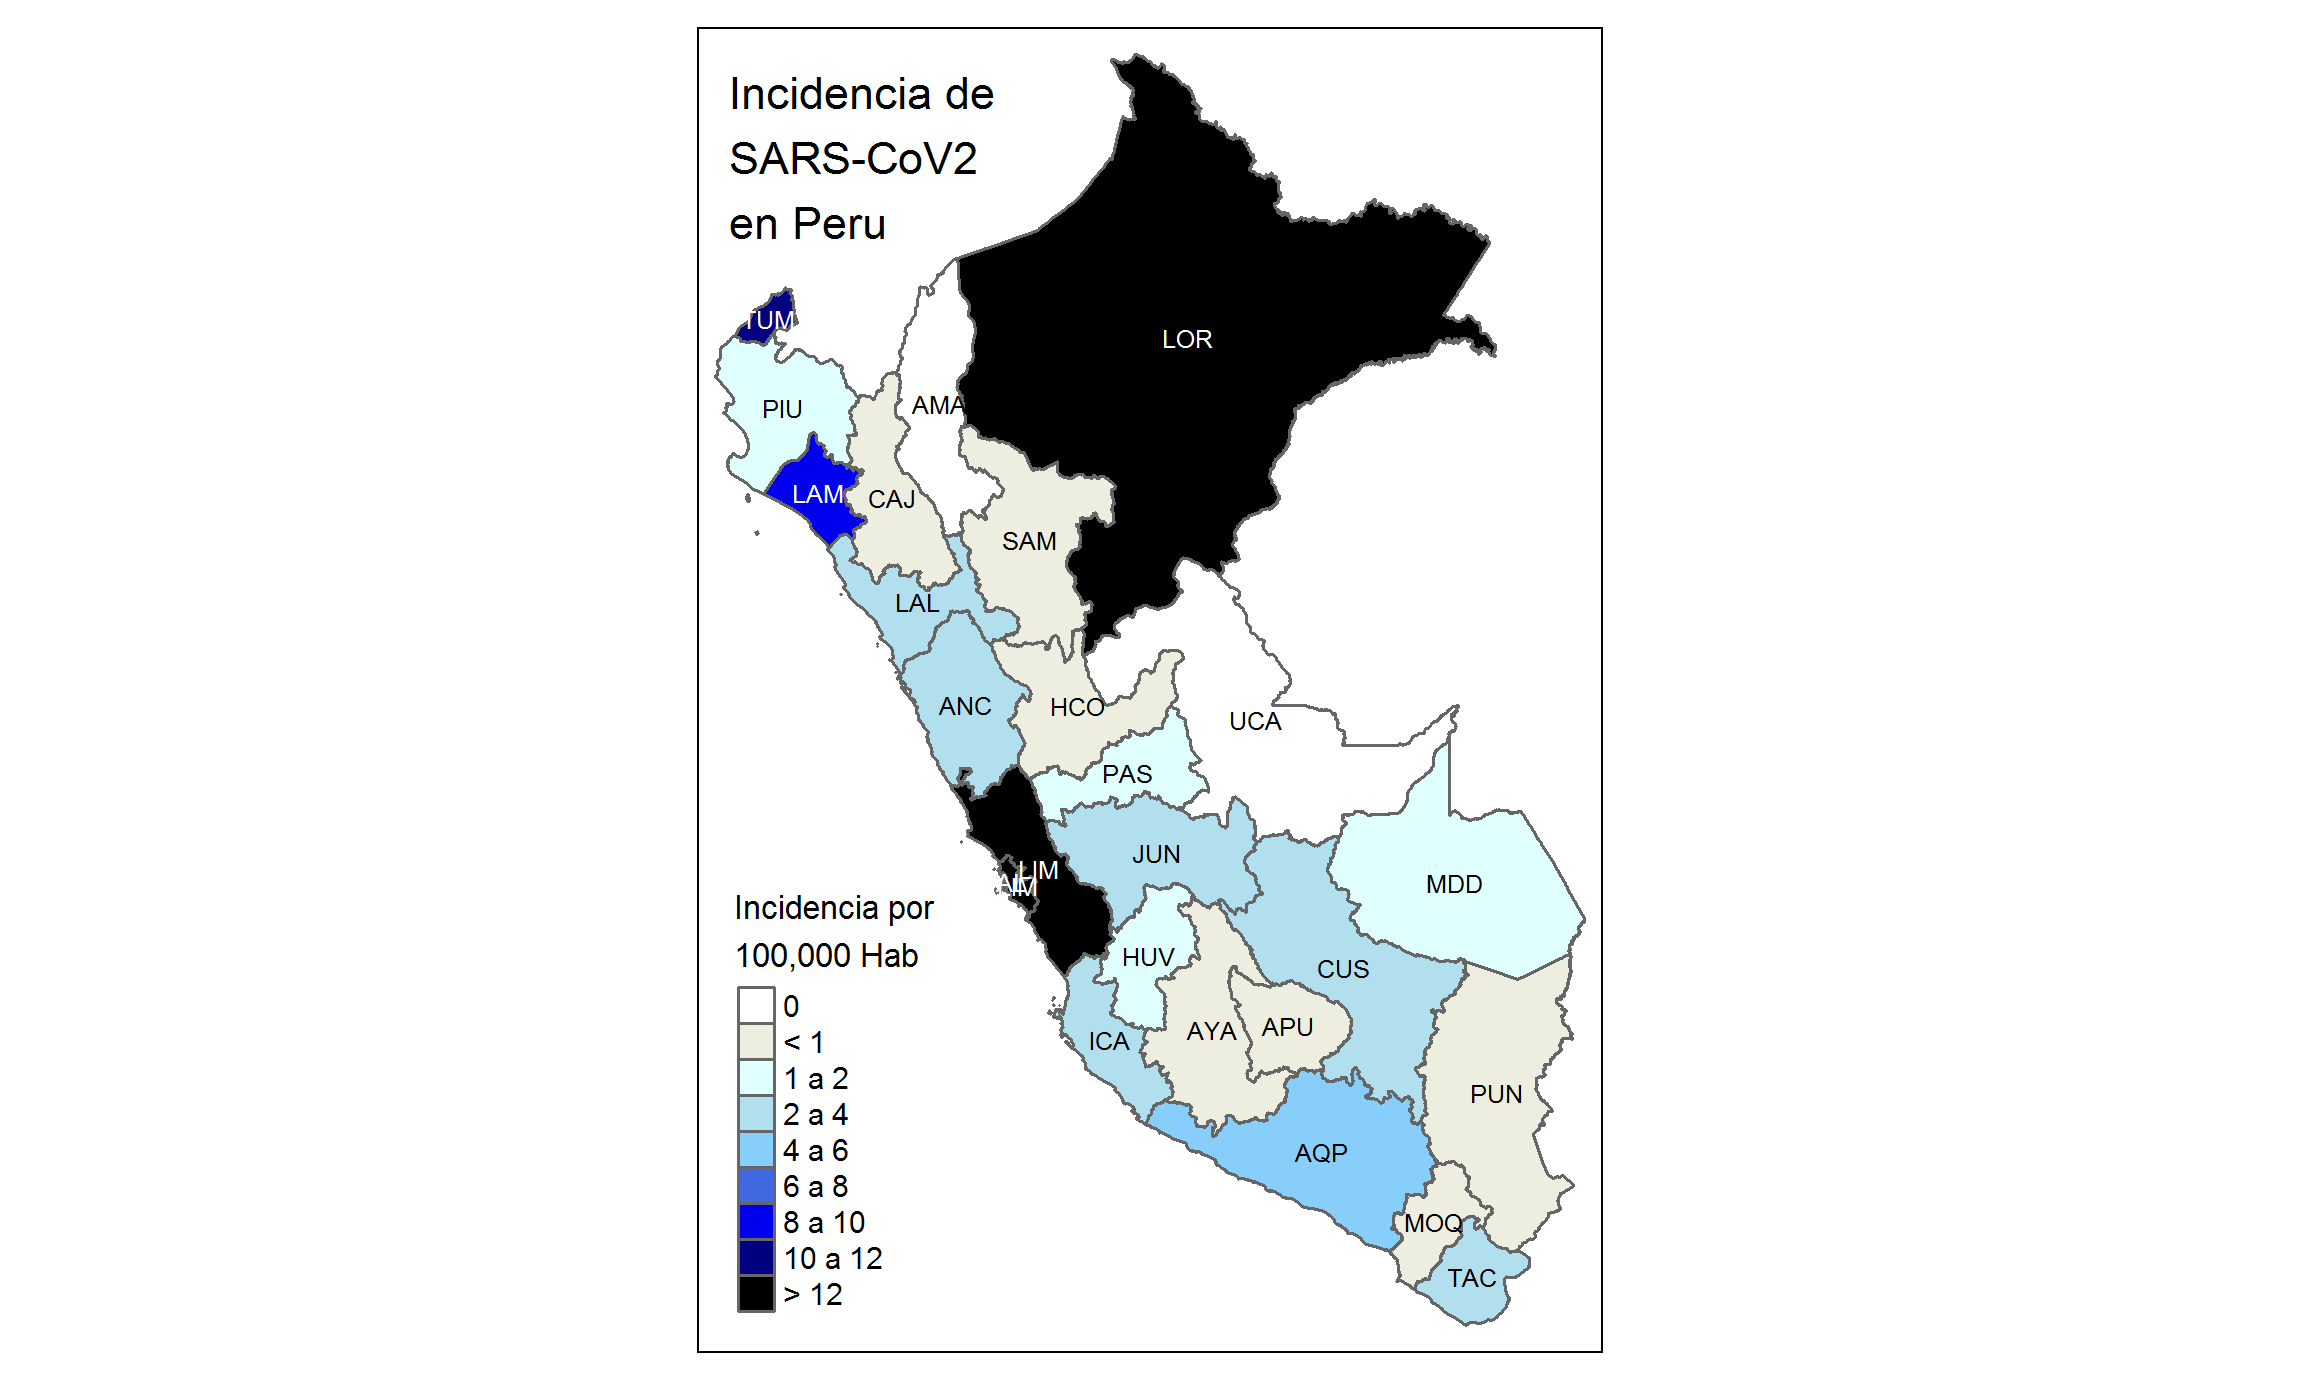 Incidencia de
SARS-CoV2
en Peru
LOR
TUM
AMA
PIU
LAM
CAJ
SAM
LAL
ANC
HCO
UCA
PAS
JUN
LIM
MDD
HUV
CUS
ICA
AYA
APU
PUN
AQP
MOQ
TAC
Incidencia por
100,000 Hab
0
< 1
1 a 2
2 a 4
4 a 6
6 a 8
8 a 10
10 a 12
> 12